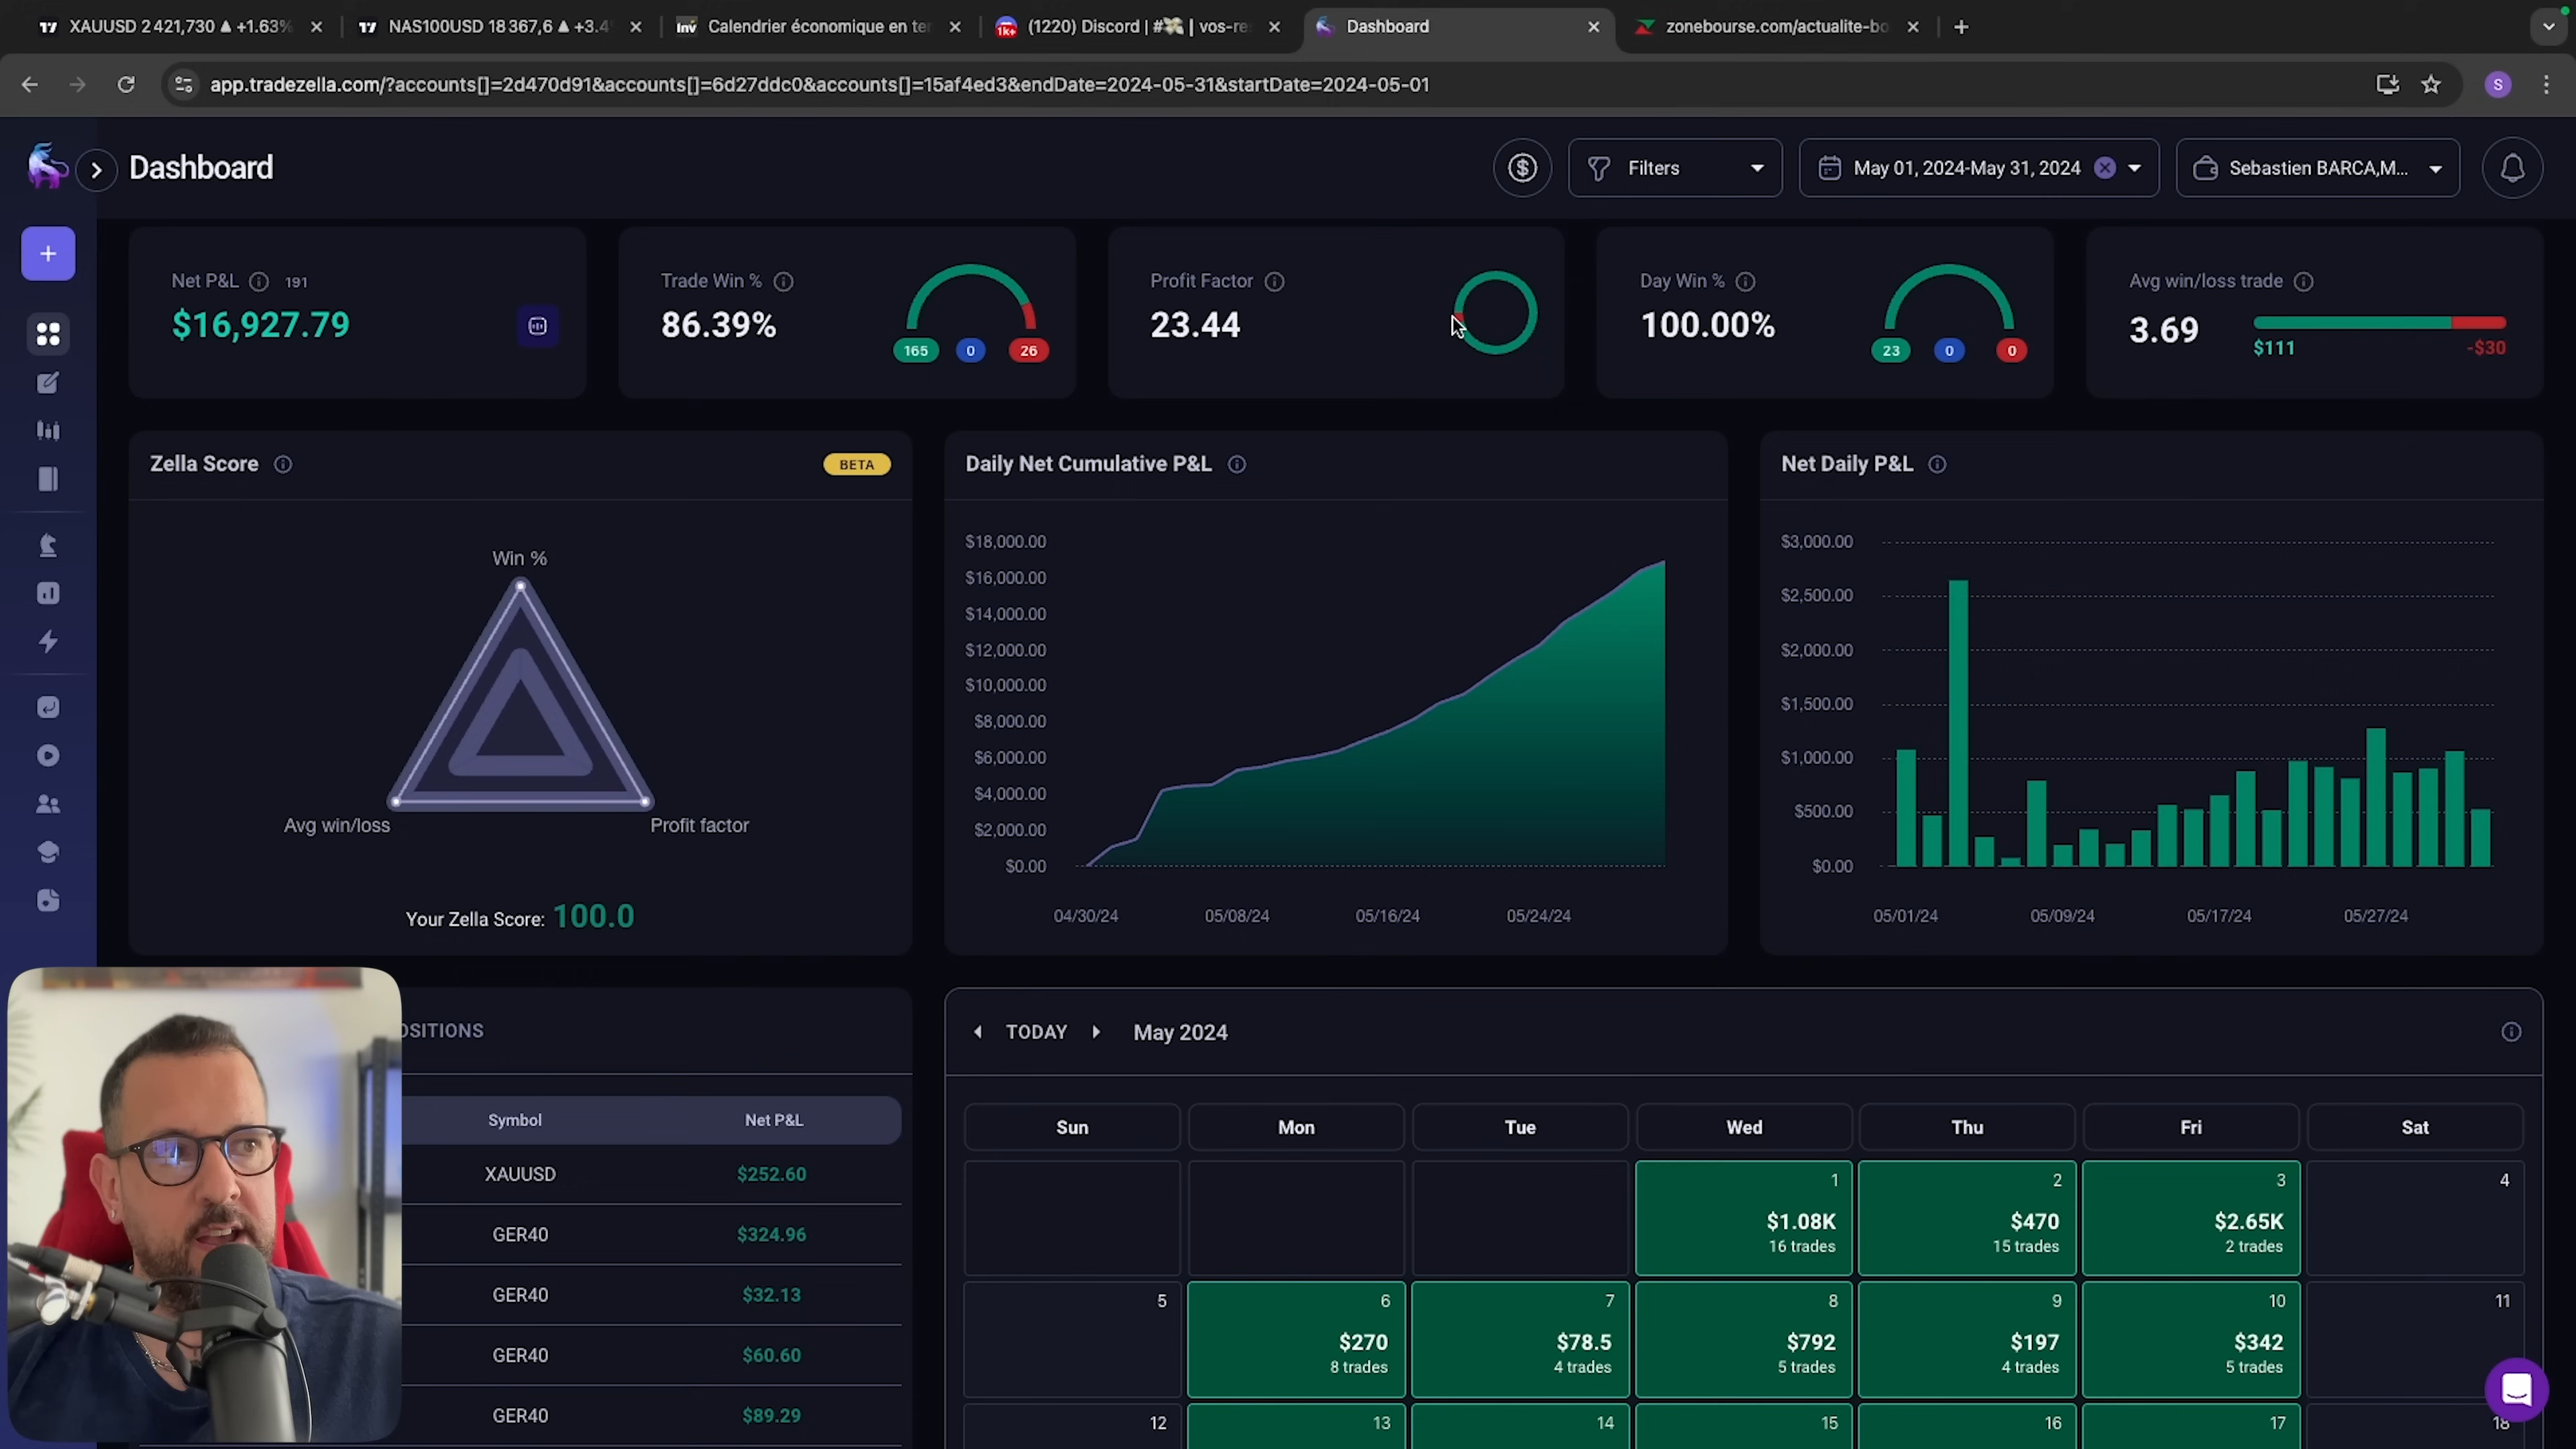 XAUUSD 2 421,730 ▲ +1.63%
NAS100USD 18 367,6 ▲ +3.4
Calendrier économique en te
(1220) Discord | #💸 | vos-re
Dashboard
zonebourse.com/actualite-bo
app.tradezella.com/?accounts[]=2d470d91&accounts[]=6d27ddc0&accounts[]=15af4ed3&endDate=2024-05-31&startDate=2024-05-01
S
Dashboard
Filters
May 01, 2024-May 31, 2024
Sebastien BARCA,M...
Net P&L 191
$16,927.79
Trade Win %
86.39%
165 0 26
Profit Factor
23.44
Day Win %
100.00%
23 0 0
Avg win/loss trade
3.69
$111 -$30
Zella Score
BETA
Win %
Avg win/loss
Profit factor
Your Zella Score: 100.0
Daily Net Cumulative P&L
$18,000.00
$16,000.00
$14,000.00
$12,000.00
$10,000.00
$8,000.00
$6,000.00
$4,000.00
$2,000.00
$0.00
04/30/24 05/08/24 05/16/24 05/24/24
Net Daily P&L
$3,000.00
$2,500.00
$2,000.00
$1,500.00
$1,000.00
$500.00
$0.00
05/01/24 05/09/24 05/17/24 05/27/24
OSITIONS
Symbol Net P&L
XAUUSD $252.60
GER40 $324.96
GER40 $32.13
GER40 $60.60
GER40 $89.29
TODAY May 2024
Sun Mon Tue Wed Thu Fri Sat
1 2 3 4
$1.08K $470 $2.65K
16 trades 15 trades 2 trades
5 6 7 8 9 10 11
$270 $78.5 $792 $197 $342
8 trades 4 trades 5 trades 4 trades 5 trades
12 13 14 15 16 17 18